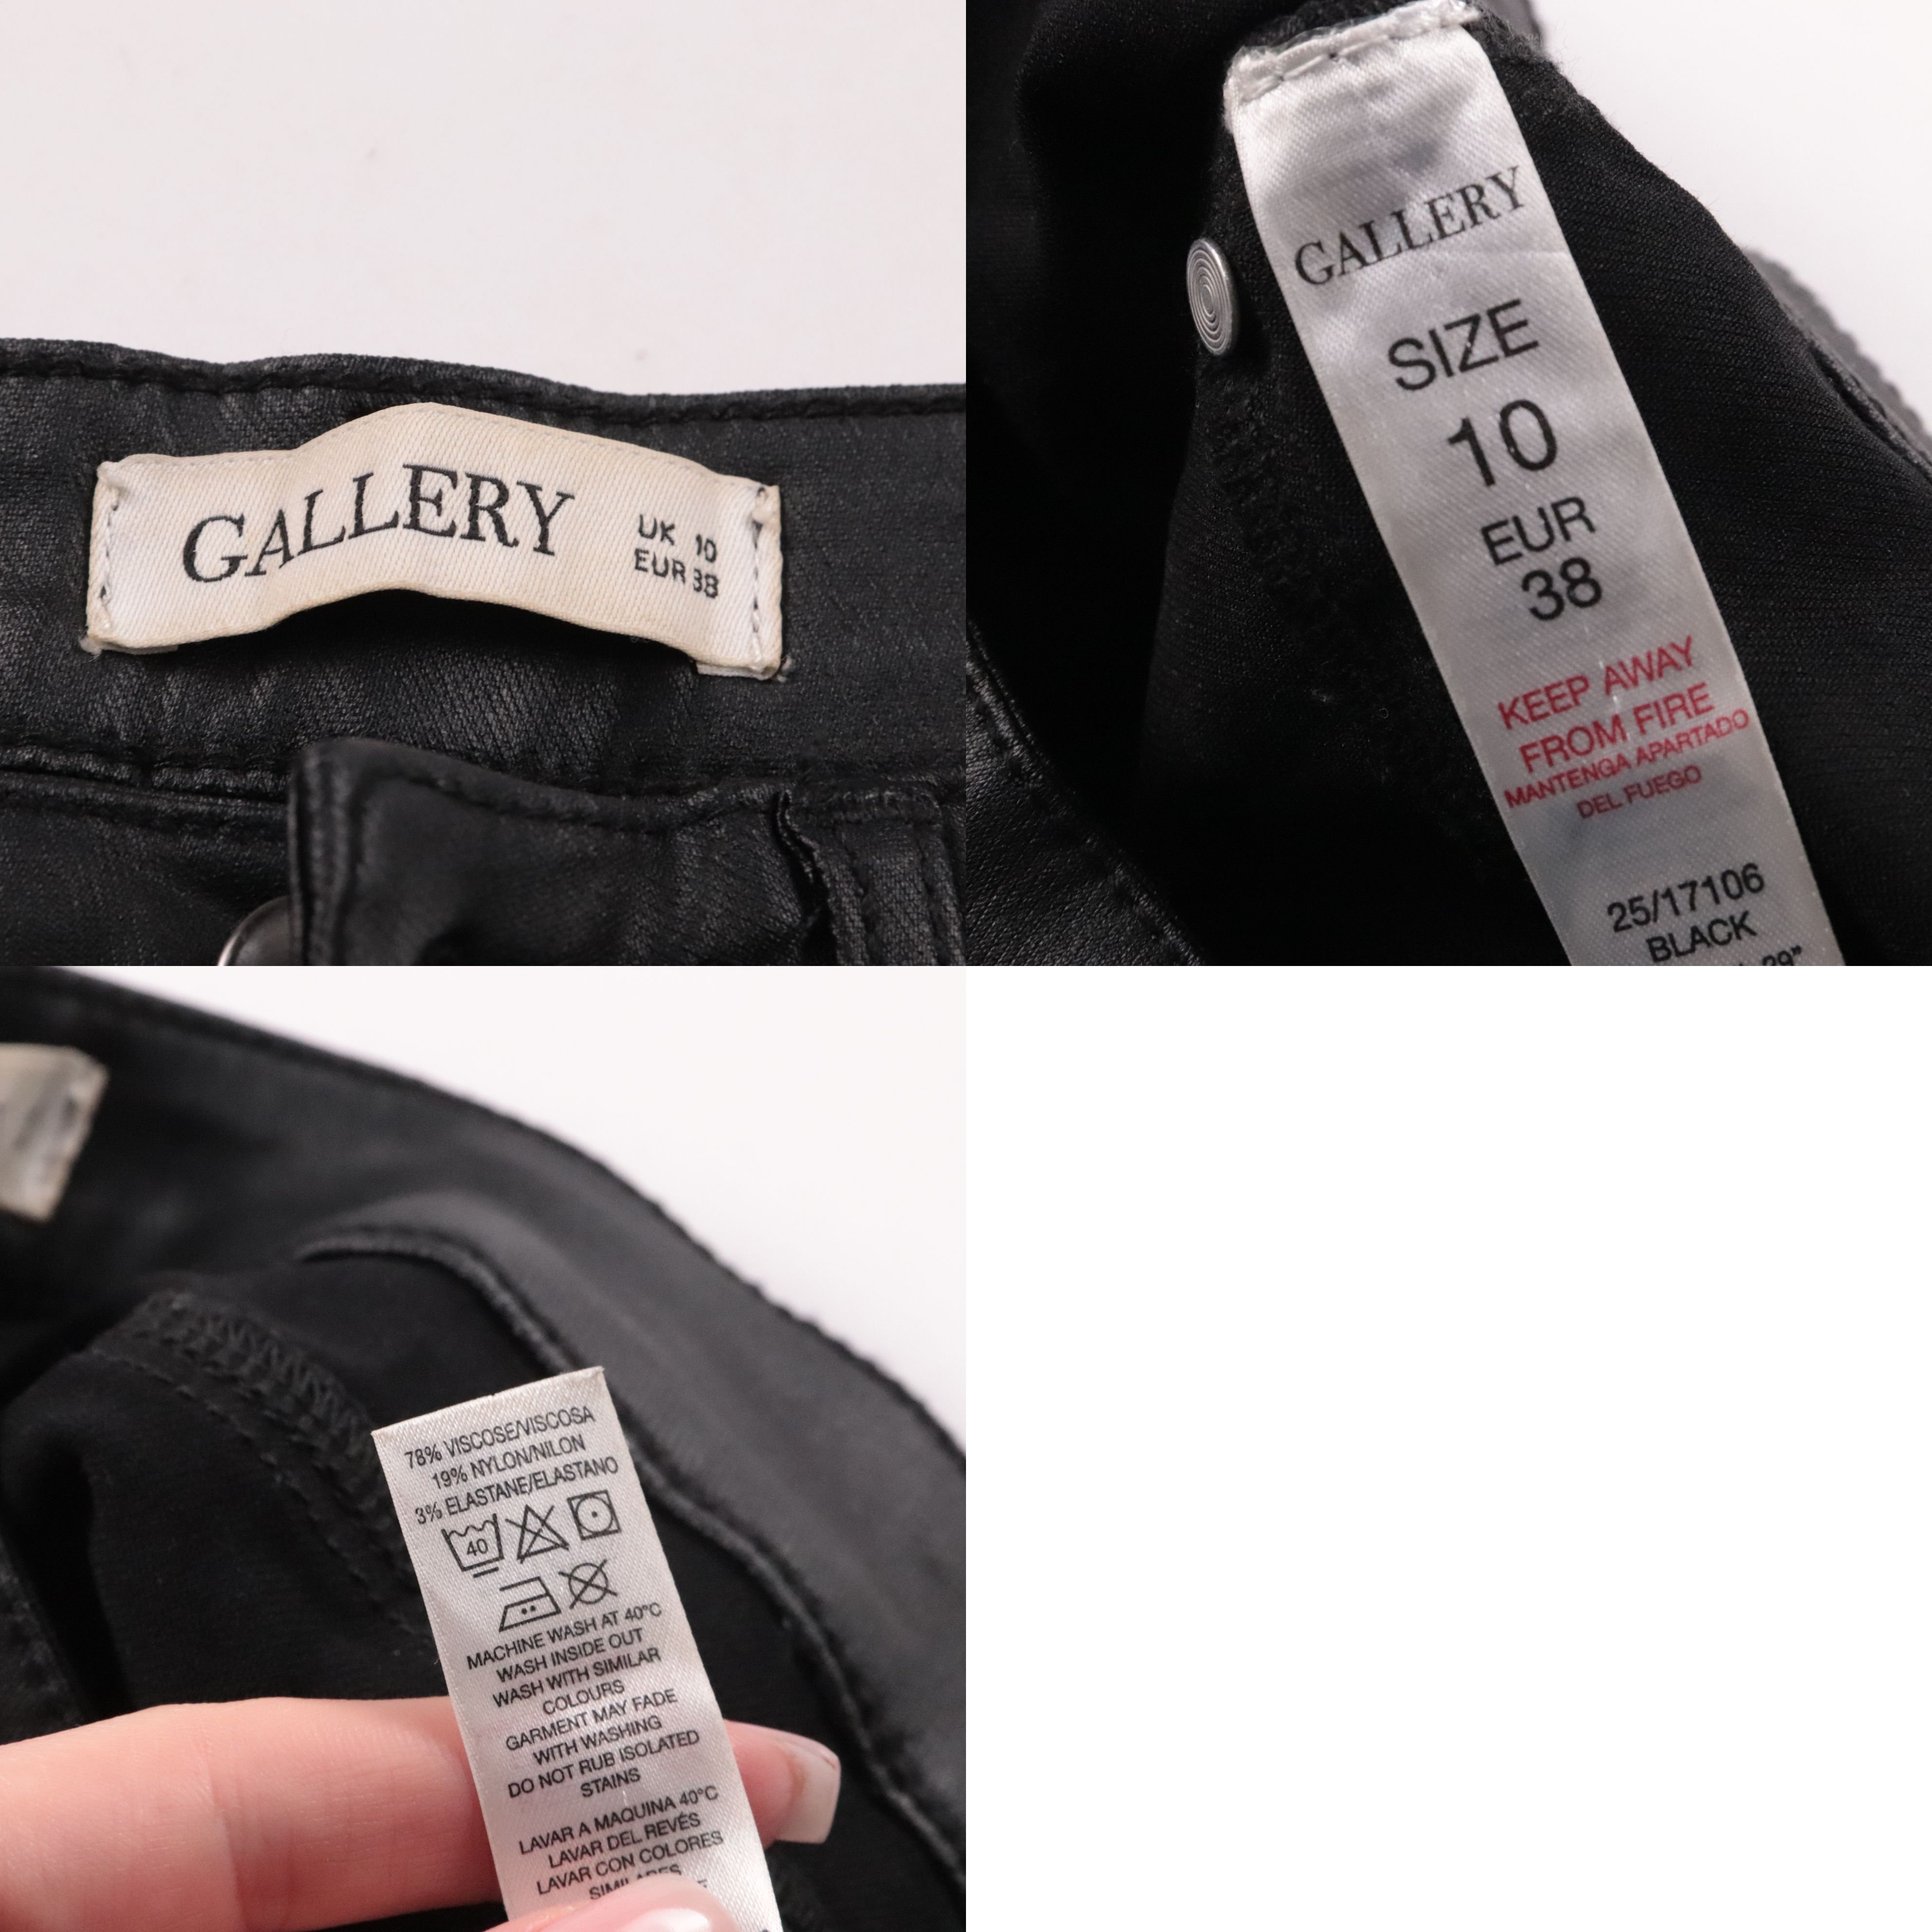 GALLERY
UK 10
EUR 38
GALLERY
SIZE
10
EUR
38
KEEP AWAY
FROM FIRE
MANTENGA APARTADO
DEL FUEGO
25/17106
BLACK
29"
78% VISCOSE/VISCOSA
19% NYLON/NILON
3% ELASTANE/ELASTANO
40
MACHINE WASH AT 40°C
WASH INSIDE OUT
WASH WITH SIMILAR
COLOURS
GARMENT MAY FADE
WITH WASHING
DO NOT RUB ISOLATED
STAINS
LAVAR A MAQUINA 40°C
LAVAR DEL REVÉS
LAVAR CON COLORES
SIMILARES